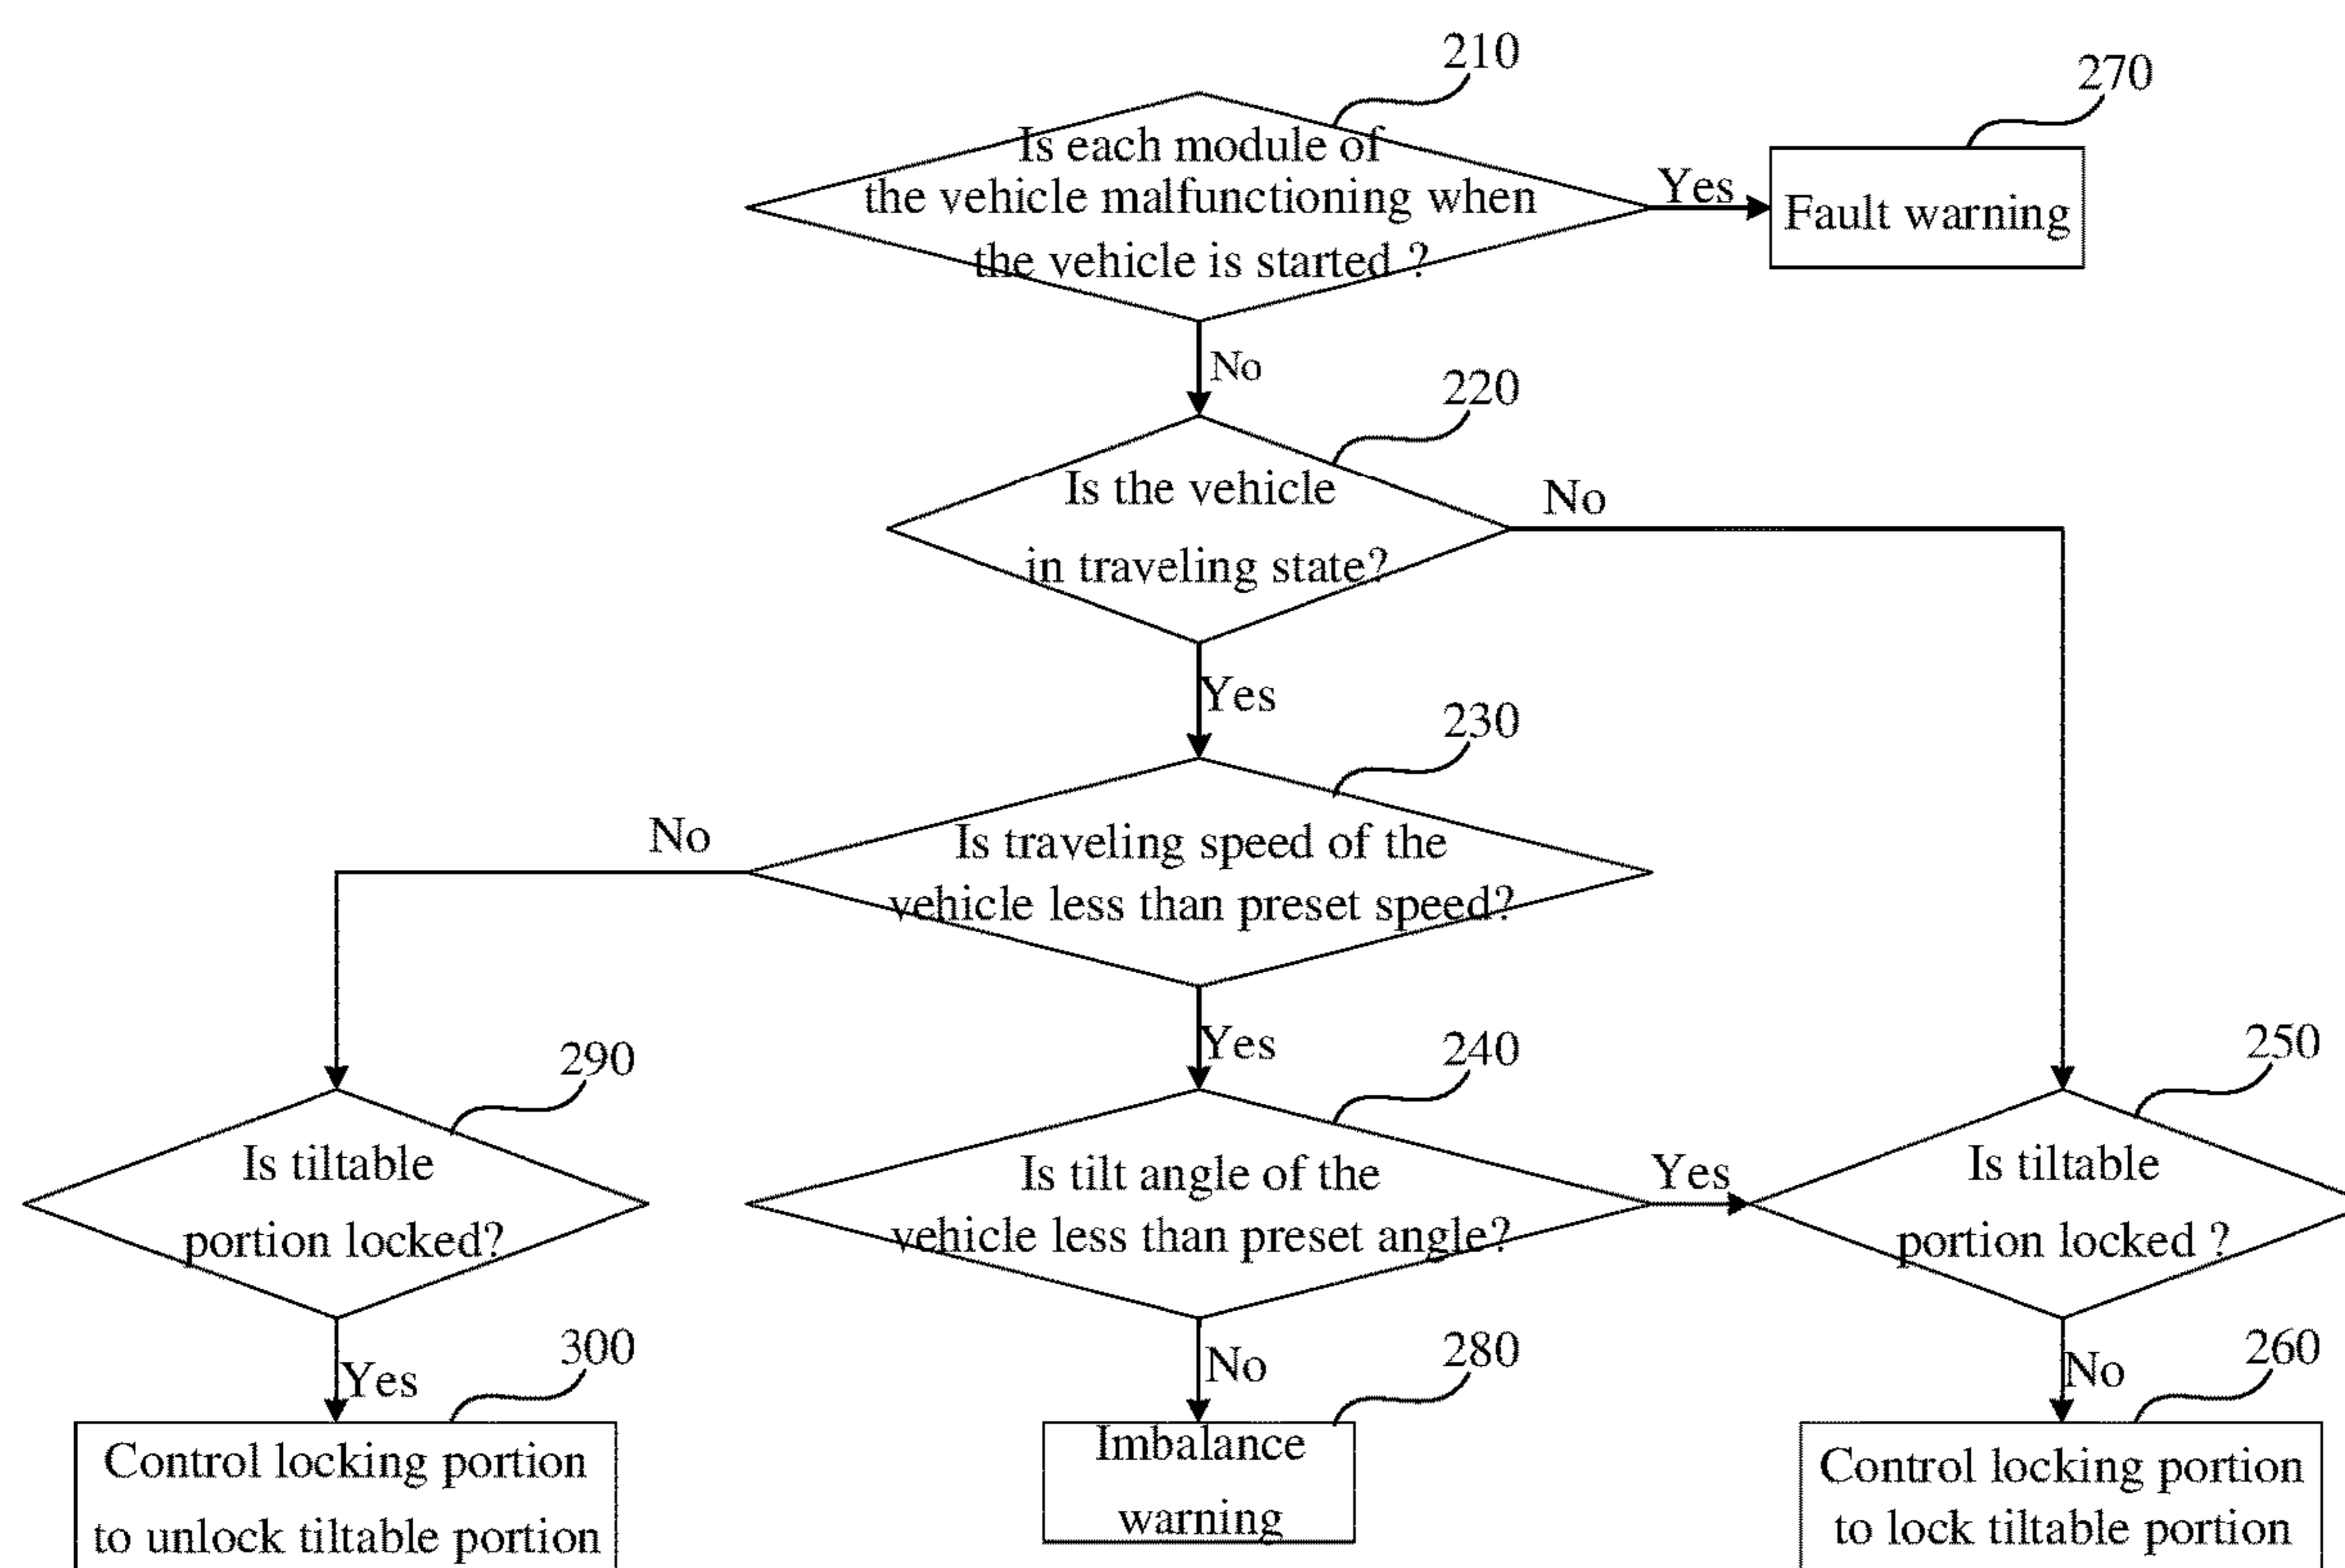 210
270
Is each module of
the vehicle malfunctioning when
the vehicle is started ?
Yes
Fault warning
No
220
Is the vehicle
in traveling state?
No
Yes
230
No
Is traveling speed of the
vehicle less than preset speed?
Yes
290
240
250
Is tiltable
portion locked?
Is tilt angle of the
vehicle less than preset angle?
Yes
Is tiltable
portion locked ?
Yes
300
No
280
No
260
Control locking portion
to unlock tiltable portion
Imbalance
warning
Control locking portion
to lock tiltable portion